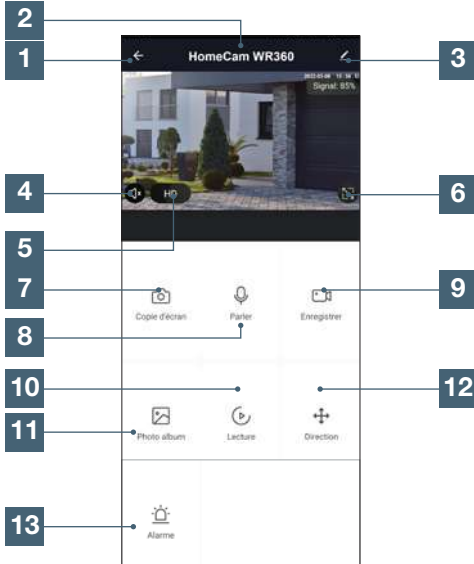 2
1
HomeCam WR360
3
Signal: 85%
4
HD
6
5
7
9
Copie d'écran
Parler
Enregistrer
8
10
12
11
Photo album
Lecture
Direction
13
Alarme